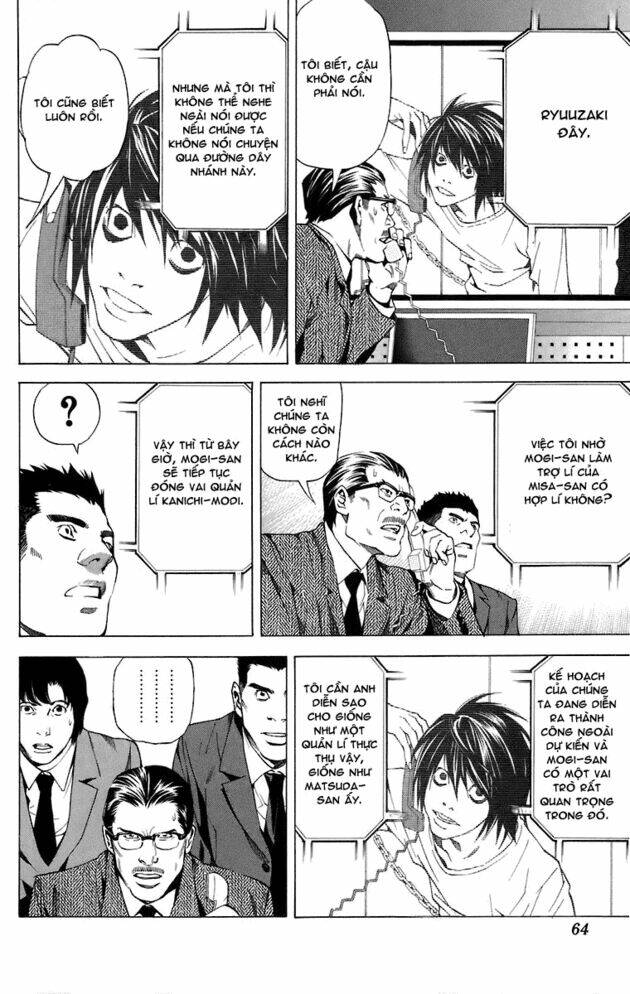 RYUUZAKI
ĐÂY.
TÔI BIẾT, CẬU
KHÔNG CẦN
PHẢI NÓI.
NHƯNG MÀ TÔI THÌ
KHÔNG THỂ NGHE
NGÀI NÓI ĐƯỢC
NẾU CHÚNG TA
KHÔNG NÓI CHUYỆN
QUA ĐƯỜNG DÂY
NHÁNH NÀY.
TÔI CŨNG BIẾT
LUÔN RỒI.
VIỆC TÔI NHỜ
MOGI-SAN LÀM
TRỢ LÍ CỦA
MISA-SAN CÓ
HỢP LÍ KHÔNG?
TÔI NGHĨ
CHÚNG TA
KHÔNG CÒN
CÁCH NÀO
KHÁC.
VẬY THÌ TỪ BÂY
GIỜ, MOGI-SAN
SẼ TIẾP TỤC
ĐÓNG VAI QUẢN
LÍ KANICHI-MODI.
?
KẾ HOẠCH
CỦA CHÚNG
TA ĐANG DIỄN
RA THÀNH
CÔNG NGOÀI
DỰ KIẾN VÀ
MOGI-SAN
CÓ MỘT VAI
TRÒ RẤT
QUAN TRỌNG
TRONG ĐÓ.
TÔI CẦN ANH
DIỄN SAO
CHO GIỐNG
NHƯ MỘT
QUẢN LÍ THỰC
THỤ VẬY,
GIỐNG NHƯ
MATSUDA-
SAN ẤY.
64